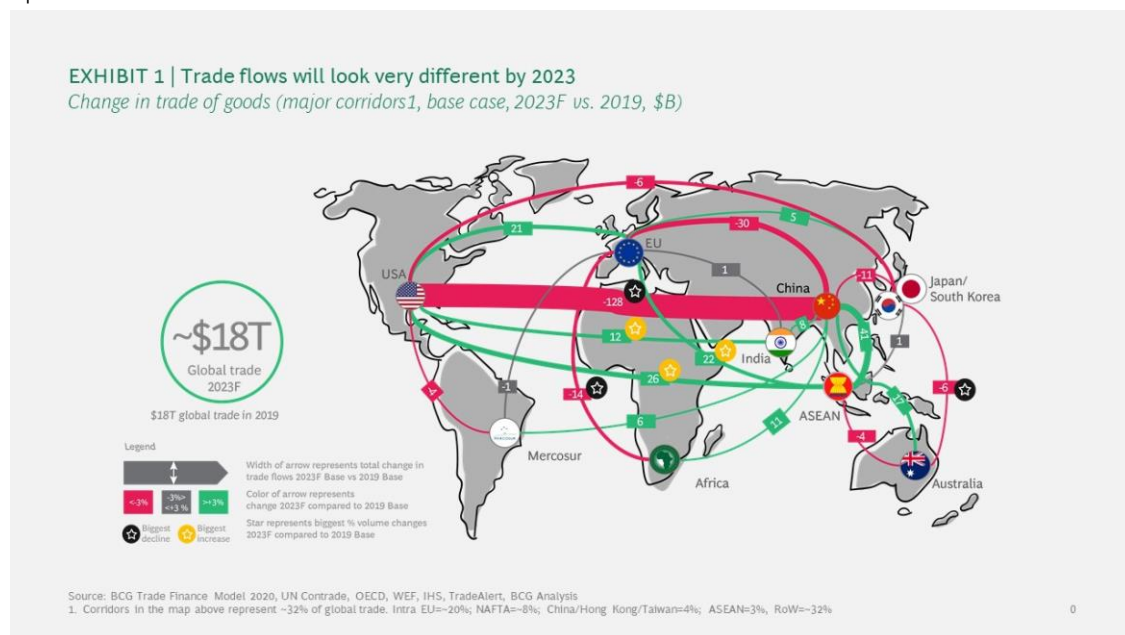 EXHIBIT 1 | Trade flows will look very different by 2023
Change in trade of goods (major corridors1, base case, 2023F vs. 2019, $B)
-6
5
21
-30
EU
1
USA
China
-11
Japan/
South Korea
-128
8
12
India
22
41
1
26
-1
-4
-14
ASEAN
17
-6
6
11
-4
Mercosur
Africa
Australia
~$18T
Global trade
2023F
$18T global trade in 2019
Legend
Width of arrow represents total change in
trade flows 2023F Base vs 2019 Base
<-3%
-3%>
<+3 %
>+3%
Color of arrow represents
change 2023F compared to 2019 Base
Biggest
decline
Biggest
increase
Star represents biggest % volume changes
2023F compared to 2019 Base
Source: BCG Trade Finance Model 2020, UN Contrade, OECD, WEF, IHS, TradeAlert, BCG Analysis
1. Corridors in the map above represent ~32% of global trade. Intra EU=~20%; NAFTA=~8%; China/Hong Kong/Taiwan=4%; ASEAN=3%, RoW=~32%
0